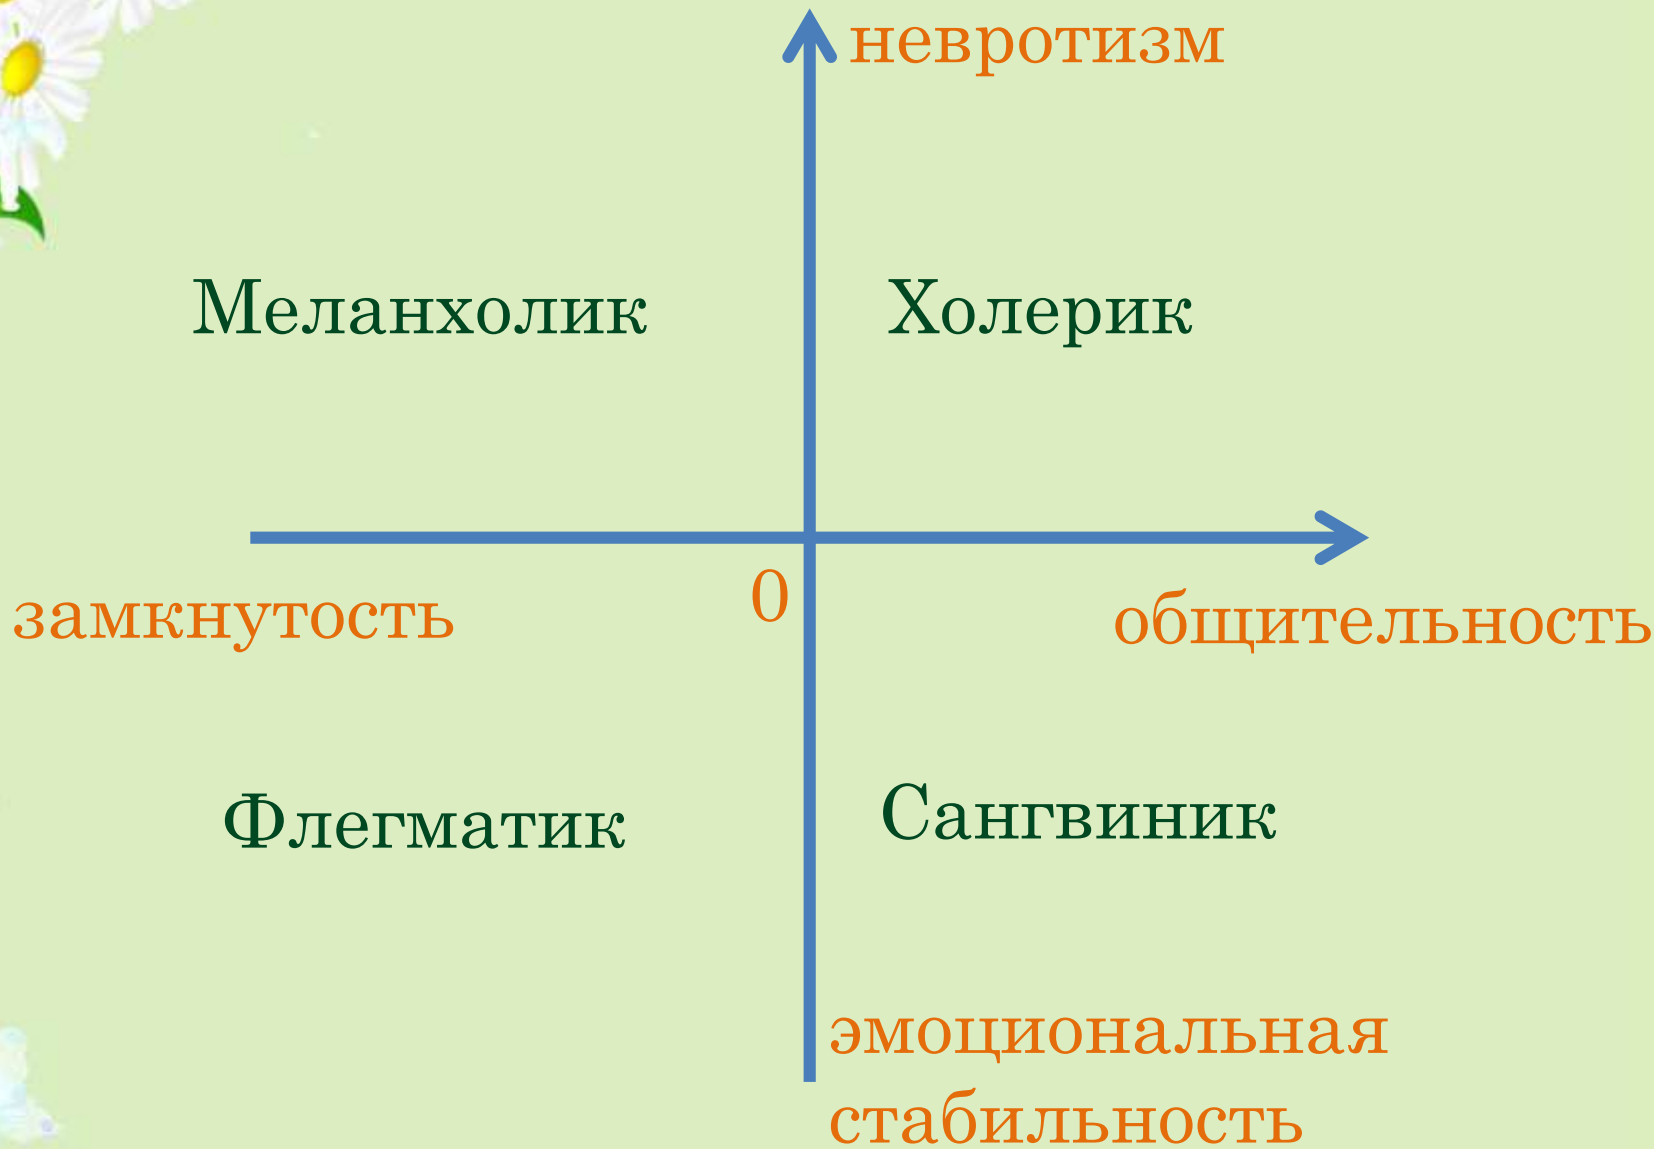 невротизм
Меланхолик
Холерик
замкнутость
0
общительность
Флегматик
Сангвиник
эмоциональная
стабильность